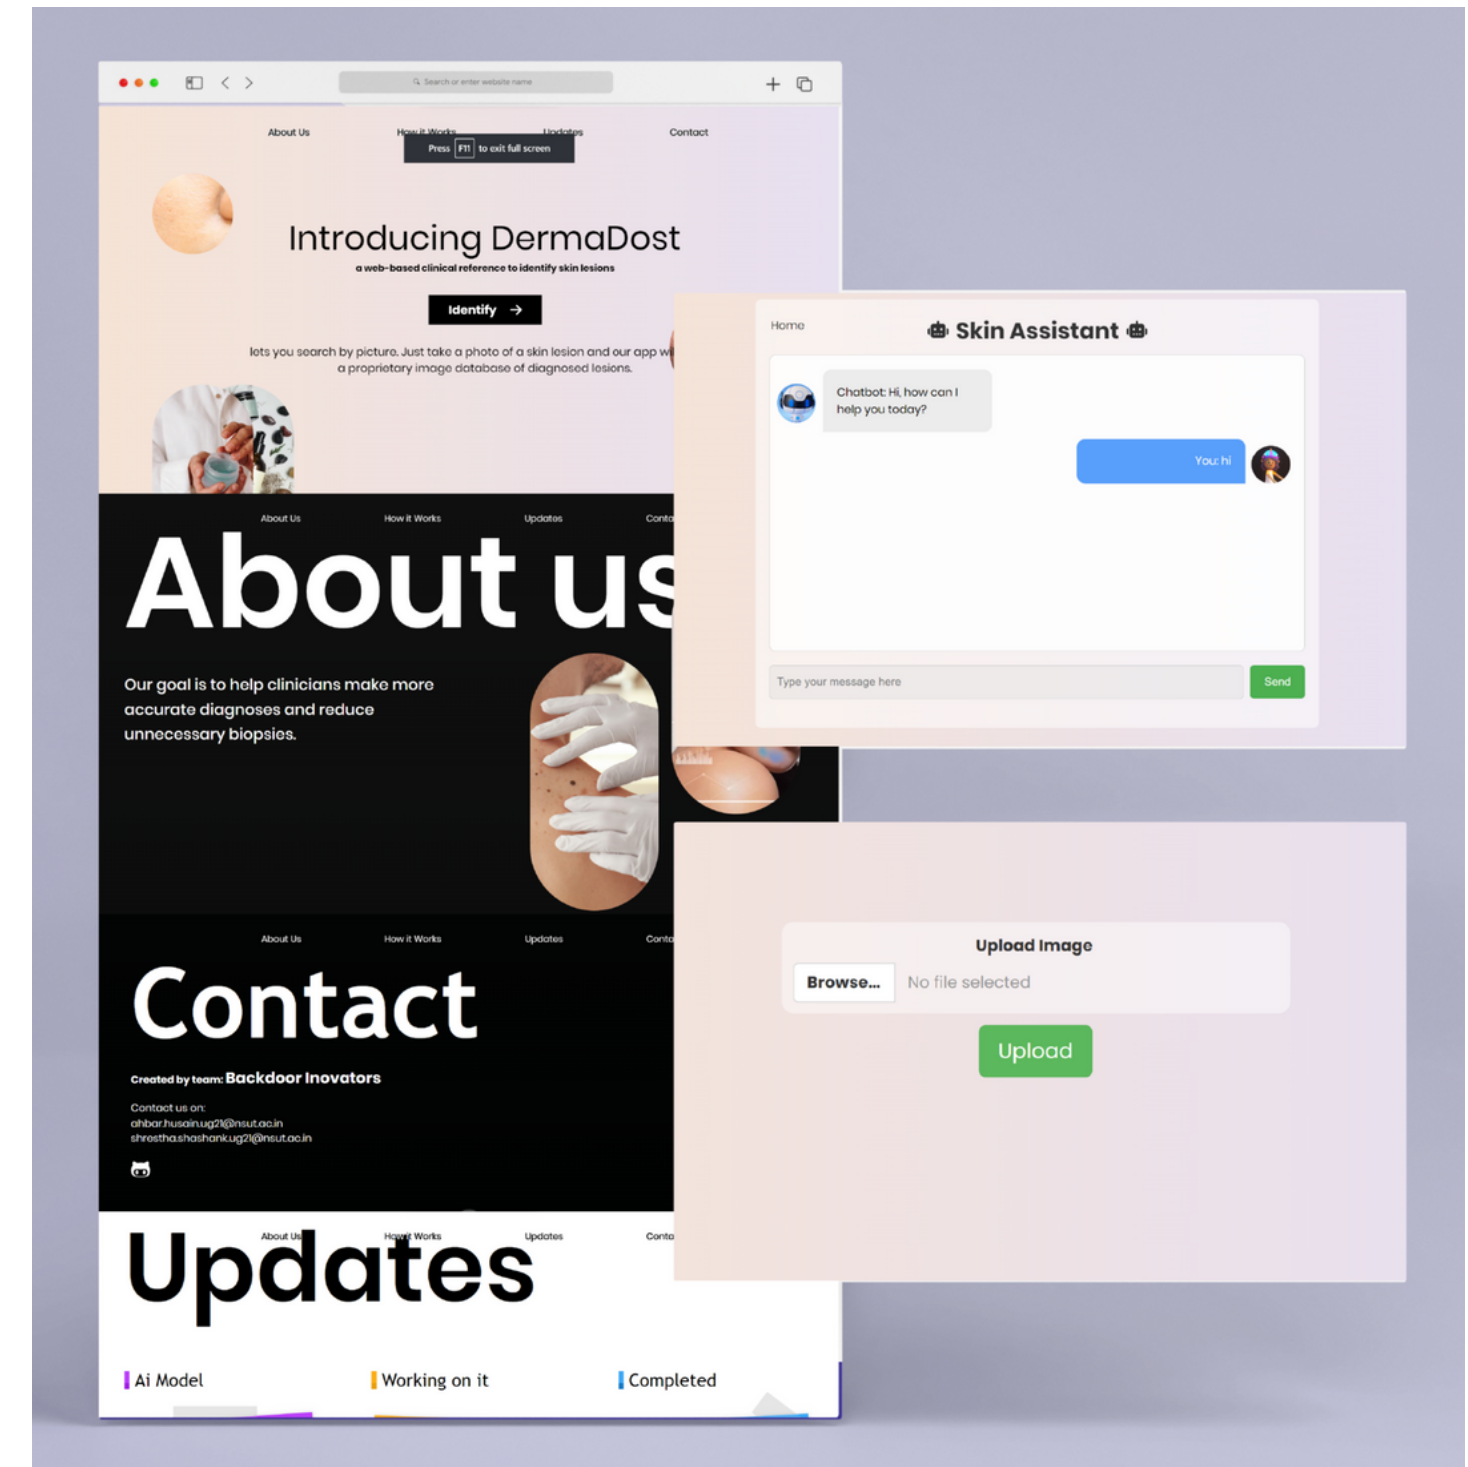 Search or enter website name
About Us How it Works Updates Contact
Press F11 to exit full screen
Introducing DermaDost
a web-based clinical reference to identify skin lesions
Identify →
lets you search by picture. Just take a photo of a skin lesion and our app
a proprietary image database of diagnosed lesions.
About Us How it Works Updates
About us
Our goal is to help clinicians make more
accurate diagnoses and reduce
unnecessary biopsies.
About Us How it Works Updates
Contact
Created by team: Backdoor Inovators
Contact us on:
ahbar.husain.ug21@nsut.ac.in
shrestha.shashank.ug21@nsut.ac.in
About Us How it Works Updates
Updates
Ai Model Working on it Completed
Home
Skin Assistant
Chatbot: Hi, how can I
help you today?
You: hi
Type your message here
Send
Upload Image
Browse... No file selected
Upload